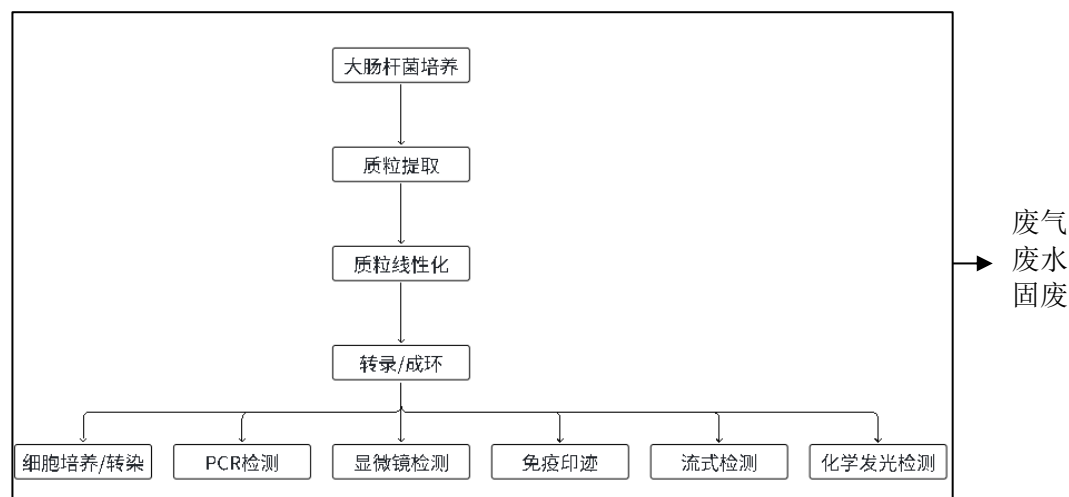 大肠杆菌培养
质粒提取
质粒线性化
转录/成环
细胞培养/转染
PCR检测
显微镜检测
免疫印迹
流式检测
化学发光检测
废气
废水
固废